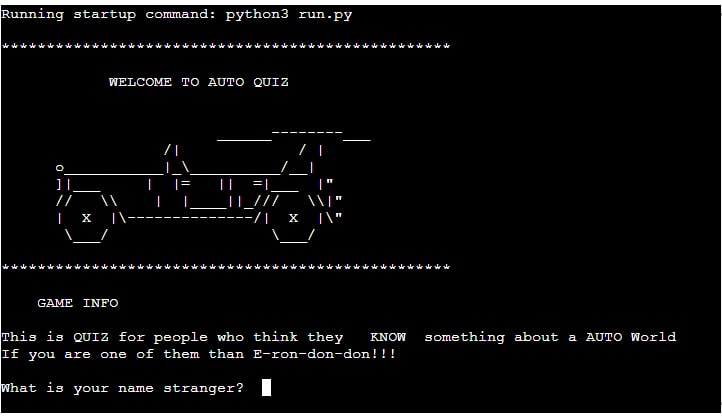 Running startup command: python3 run.py
**************************************************
WELCOME TO AUTO QUIZ
______--------___
/|             / |
o___________|_\__________/__|
]|___     |  |=   ||  =|___  |"
//   \\    |  |____||_///   \\|"
|  X  |\--------------/|  X  |\"
\___/                  \___/
**************************************************
GAME INFO
This is QUIZ for people who think they   KNOW  something about a AUTO World
If you are one of them than E-ron-don-don!!!
What is your name stranger?